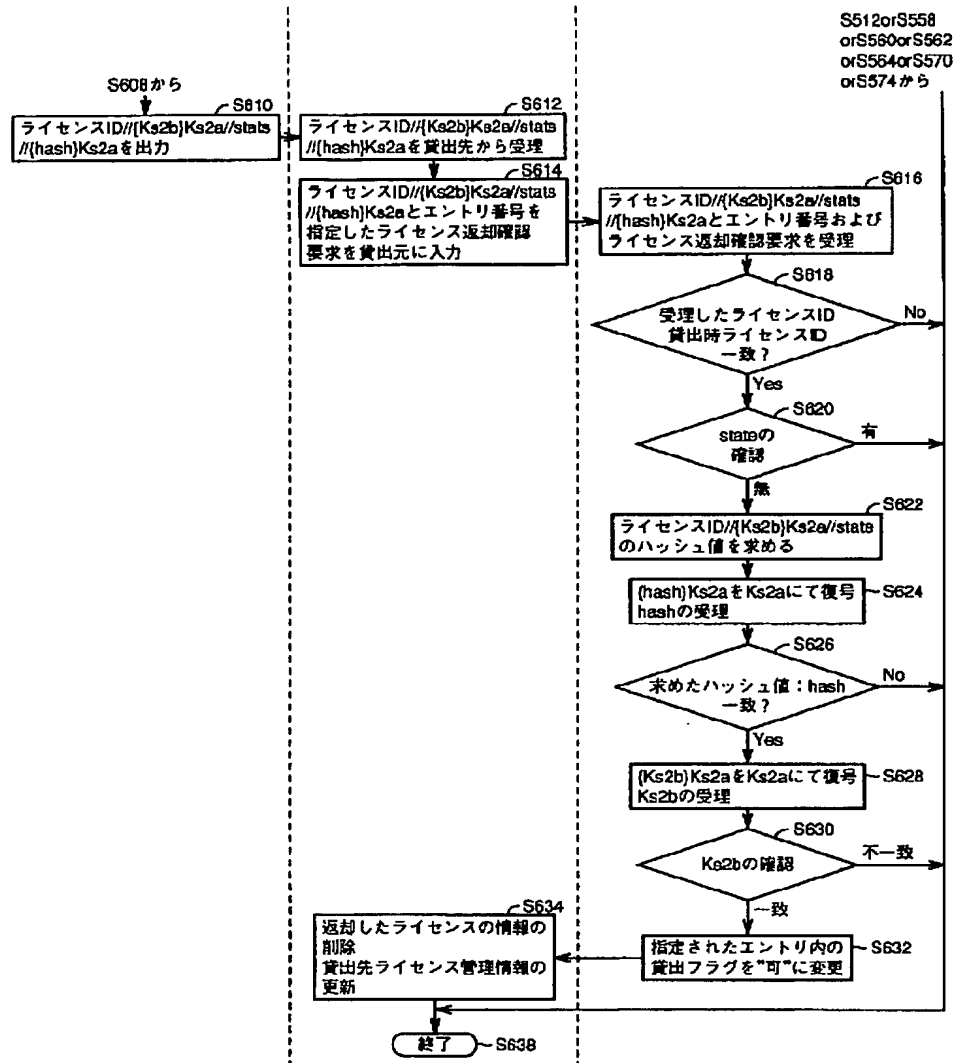 S512orS558
orS560orS562
orS564orS570
orS574から
S608から
S610
ライセンスID//{Ks2b}Ks2a//stats
//{hash}Ks2aを出力
S612
ライセンスID//{Ks2b}Ks2a//stats
//{hash}Ks2aを貸出先から受理
S614
ライセンスID//{Ks2b}Ks2a//stats
//{hash}Ks2aとエントリ番号を
指定したライセンス返却確認
要求を貸出元に入力
S616
ライセンスID//{Ks2b}Ks2a//stats
//{hash}Ks2aとエントリ番号および
ライセンス返却確認要求を受理
S618
受理したライセンスID
貸出時ライセンスID
一致？
No
Yes
S620
stateの
確認
有
無
S622
ライセンスID//{Ks2b}Ks2a//state
のハッシュ値を求める
{hash}Ks2aをKs2aにて復号
hashの受理
S624
S626
求めたハッシュ値：hash
一致？
No
Yes
{Ks2b}Ks2aをKs2aにて復号
Ks2bの受理
S628
S630
Ks2bの確認
不一致
一致
S634
返却したライセンスの情報の
削除
貸出先ライセンス管理情報の
更新
指定されたエントリ内の
貸出フラグを"可"に変更
S632
終了
S638